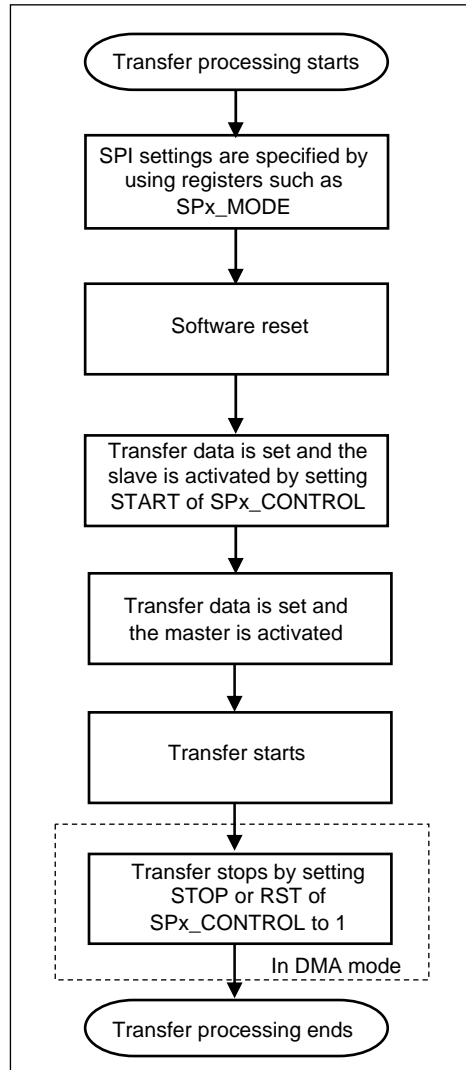 Transfer processing starts
SPI settings are specified by
using registers such as
SPx_MODE
Software reset
Transfer data is set and the
slave is activated by setting
START of SPx_CONTROL
Transfer data is set and
the master is activated
Transfer starts
Transfer stops by setting
STOP or RST of
SPx_CONTROL to 1
In DMA mode
Transfer processing ends